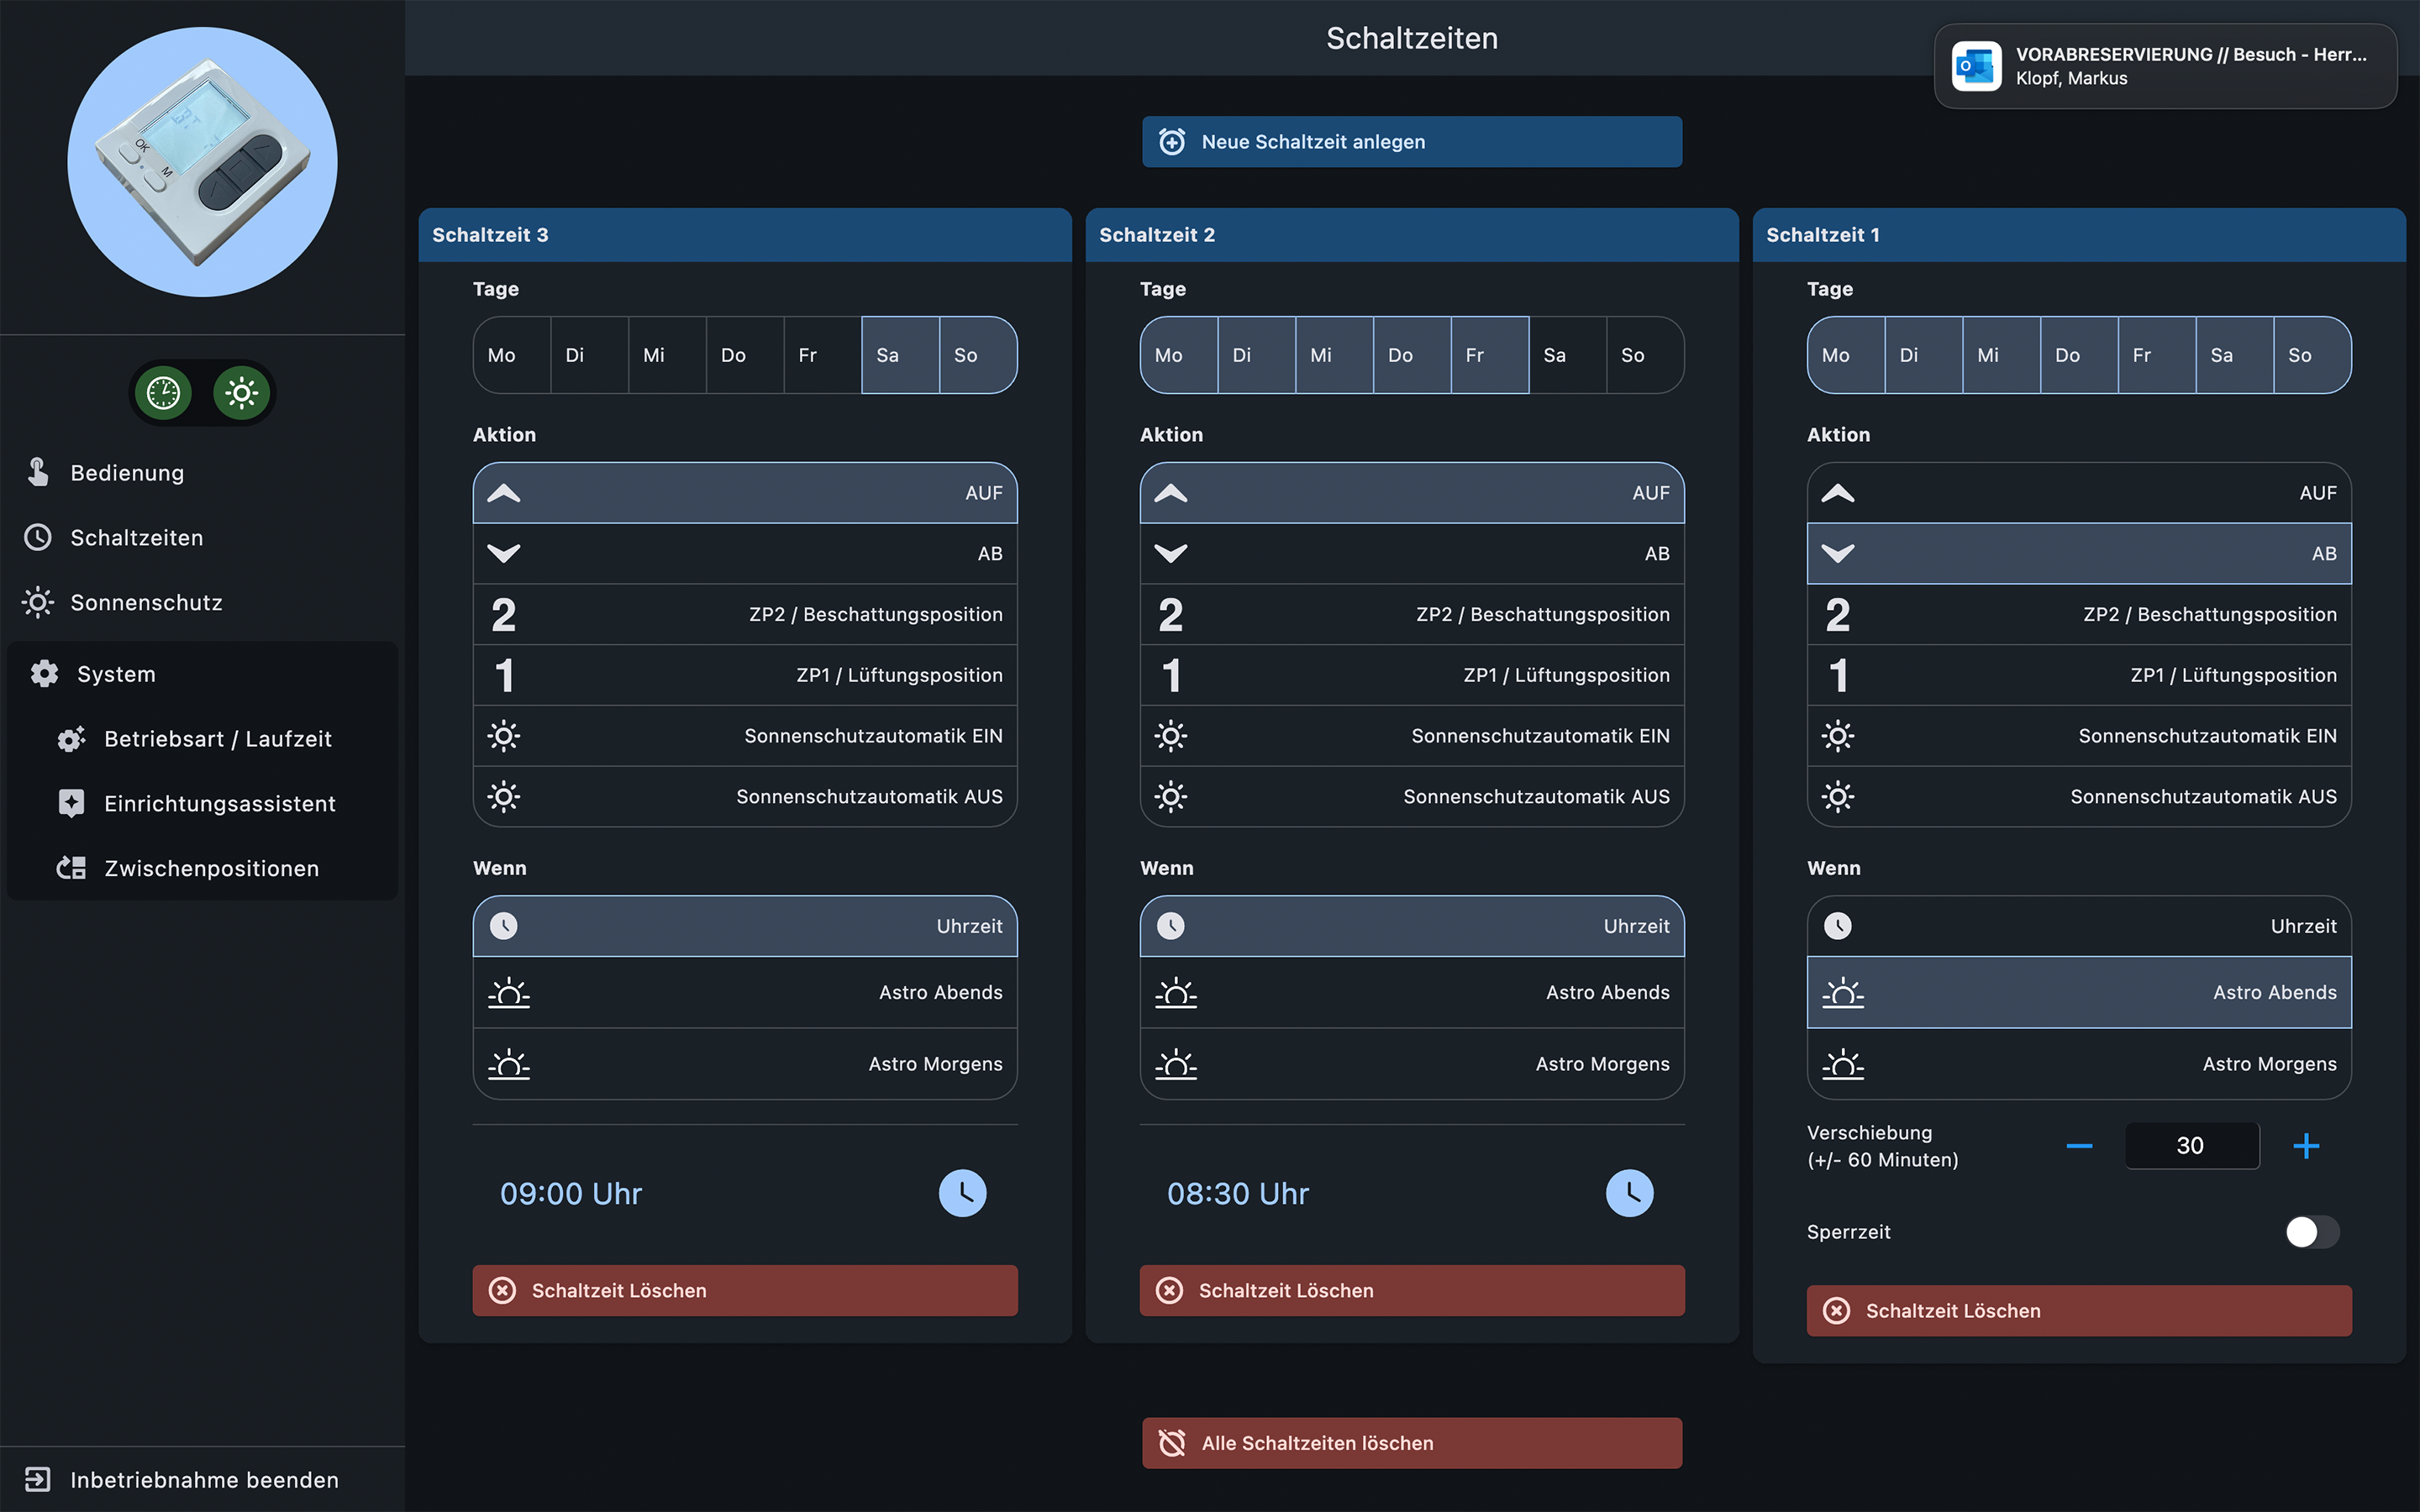 Schaltzeiten
VORABRESERVIERUNG // Besuch - Herr...
Klopf, Markus
OK
M
Bedienung
Schaltzeiten
Sonnenschutz
System
Betriebsart / Laufzeit
Einrichtungsassistent
Zwischenpositionen
Inbetriebnahme beenden
Neue Schaltzeit anlegen
Schaltzeit 3
Tage
Mo Di Mi Do Fr Sa So
Aktion
AUF
AB
2 ZP2 / Beschattungsposition
1 ZP1 / Lüftungsposition
Sonnenschutzautomatik EIN
Sonnenschutzautomatik AUS
Wenn
Uhrzeit
Astro Abends
Astro Morgens
09:00 Uhr
Schaltzeit Löschen
Schaltzeit 2
Tage
Mo Di Mi Do Fr Sa So
Aktion
AUF
AB
2 ZP2 / Beschattungsposition
1 ZP1 / Lüftungsposition
Sonnenschutzautomatik EIN
Sonnenschutzautomatik AUS
Wenn
Uhrzeit
Astro Abends
Astro Morgens
08:30 Uhr
Schaltzeit Löschen
Schaltzeit 1
Tage
Mo Di Mi Do Fr Sa So
Aktion
AUF
AB
2 ZP2 / Beschattungsposition
1 ZP1 / Lüftungsposition
Sonnenschutzautomatik EIN
Sonnenschutzautomatik AUS
Wenn
Uhrzeit
Astro Abends
Astro Morgens
Verschiebung
(+/- 60 Minuten)
30
Sperrzeit
Schaltzeit Löschen
Alle Schaltzeiten löschen